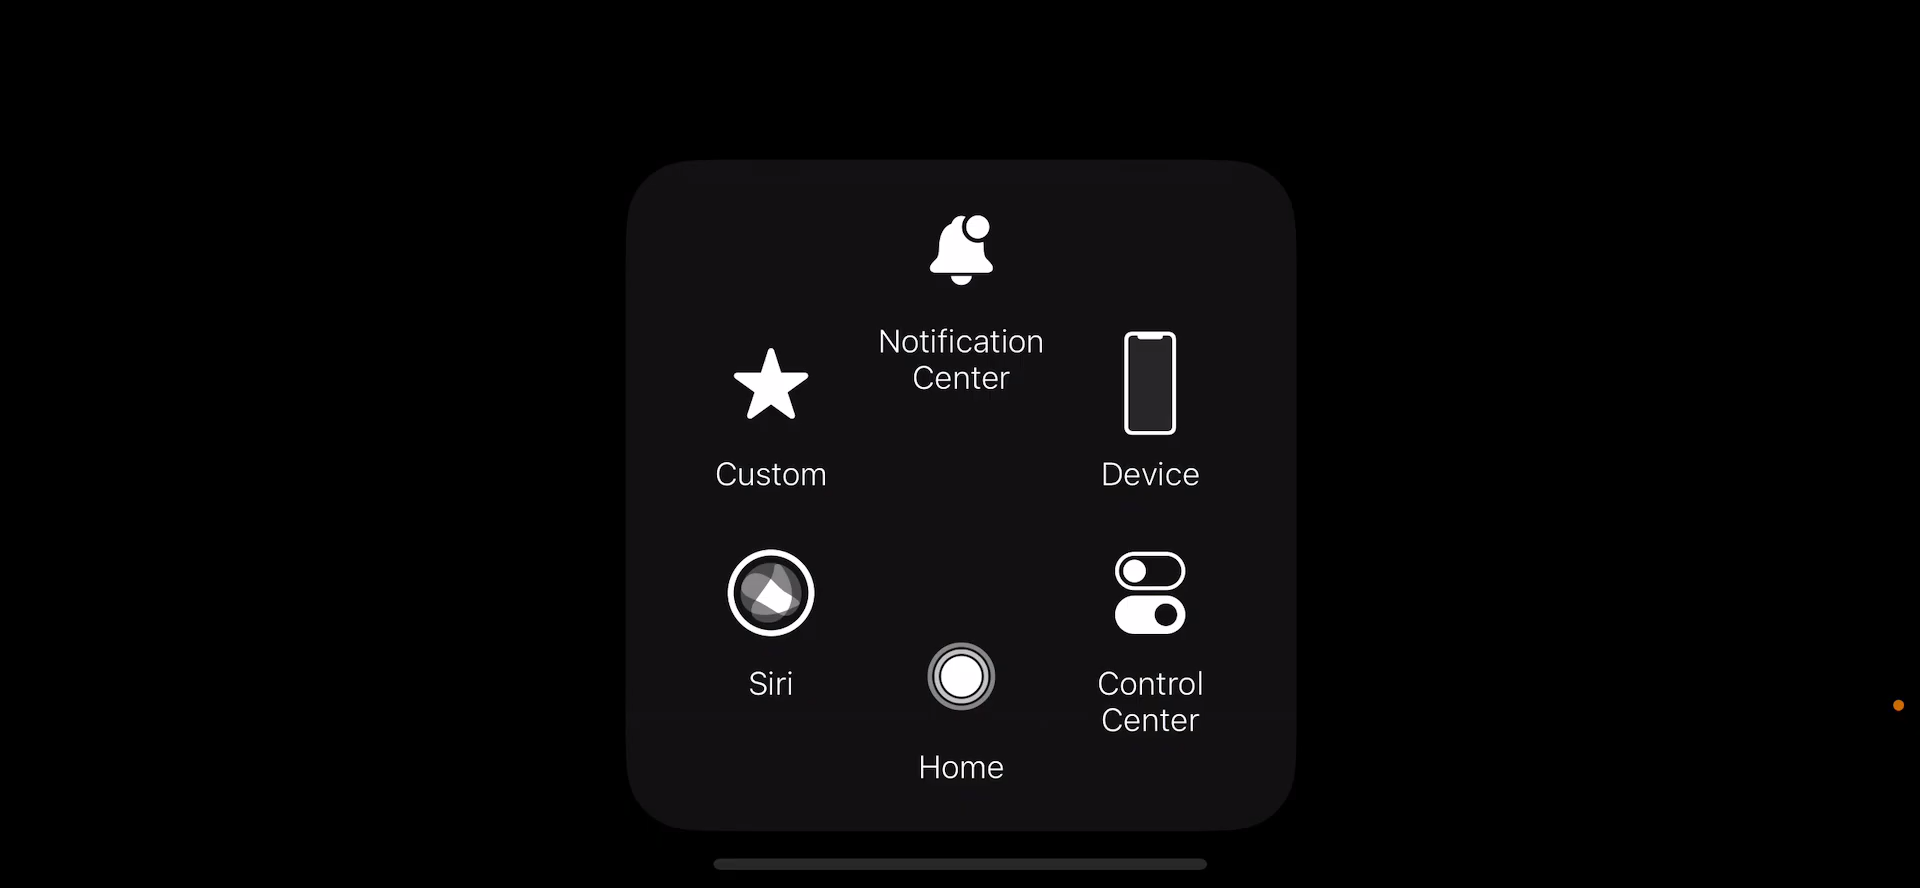 Notification
Center
Custom
Device
Siri
Control
Center
Home